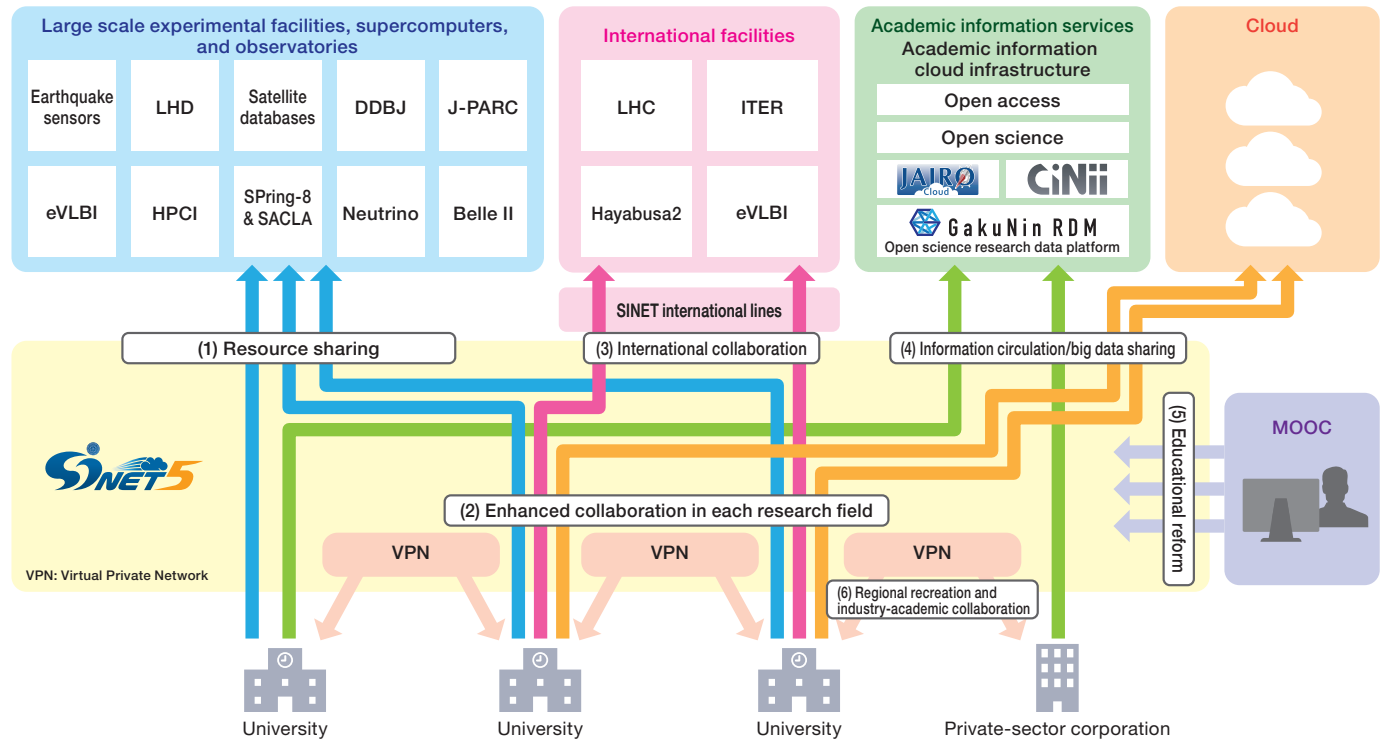 Large scale experimental facilities, supercomputers,
and observatories
Earthquake
sensors
LHD
Satellite
databases
DDBJ
J-PARC
eVLBI
HPCI
SPring-8
& SACLA
Neutrino
Belle II
International facilities
LHC
ITER
Hayabusa2
eVLBI
Academic information services
Academic information
cloud infrastructure
Open access
Open science
JAIRO
Cloud
CiNii
GakuNin RDM
Open science research data platform
Cloud
SINET international lines
(1) Resource sharing
(3) International collaboration
(4) Information circulation/big data sharing
(5) Educational reform
MOOC
SINET5
(2) Enhanced collaboration in each research field
VPN
VPN
VPN
VPN: Virtual Private Network
(6) Regional recreation and
industry-academic collaboration
University
University
University
Private-sector corporation